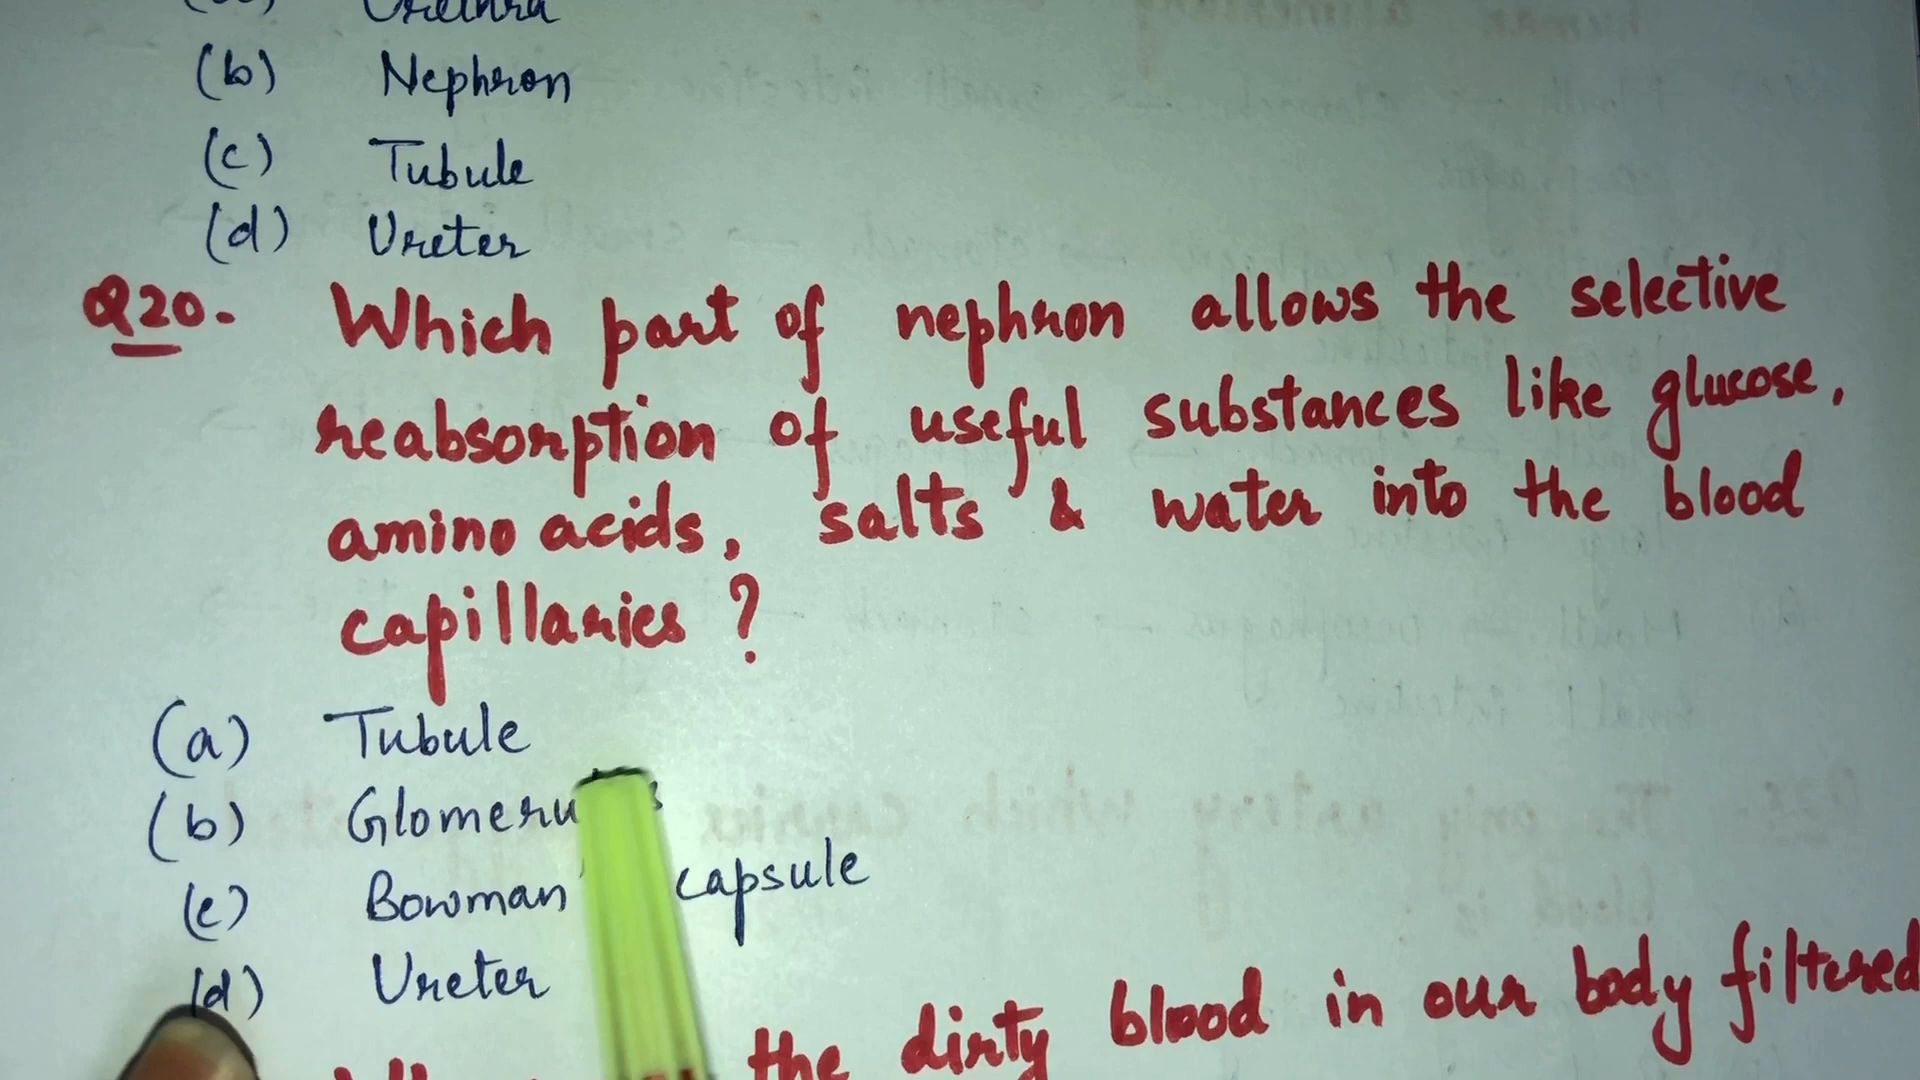 Urethra
(b) Nephron
(c) Tubule
(d) Ureter
Q20. Which part of nephron allows the selective
reabsorption of useful substances like glucose,
amino acids, salts & water into the blood
capillaries ?
(a) Tubule
(b) Glomeru s
(c) Bowman' capsule
(d) Ureter
the dirty blood in our body filtered